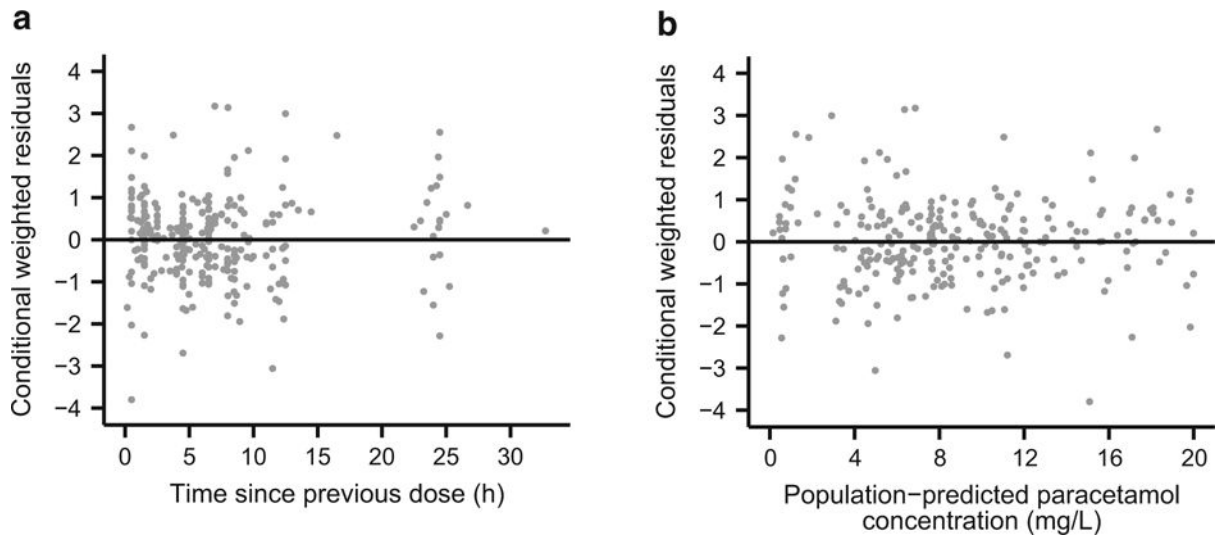 a
Conditional weighted residuals
4
3
2
1
0
−1
−2
−3
−4
0 5 10 15 20 25 30
Time since previous dose (h)
b
Conditional weighted residuals
4
3
2
1
0
−1
−2
−3
−4
0 4 8 12 16 20
Population−predicted paracetamol
concentration (mg/L)